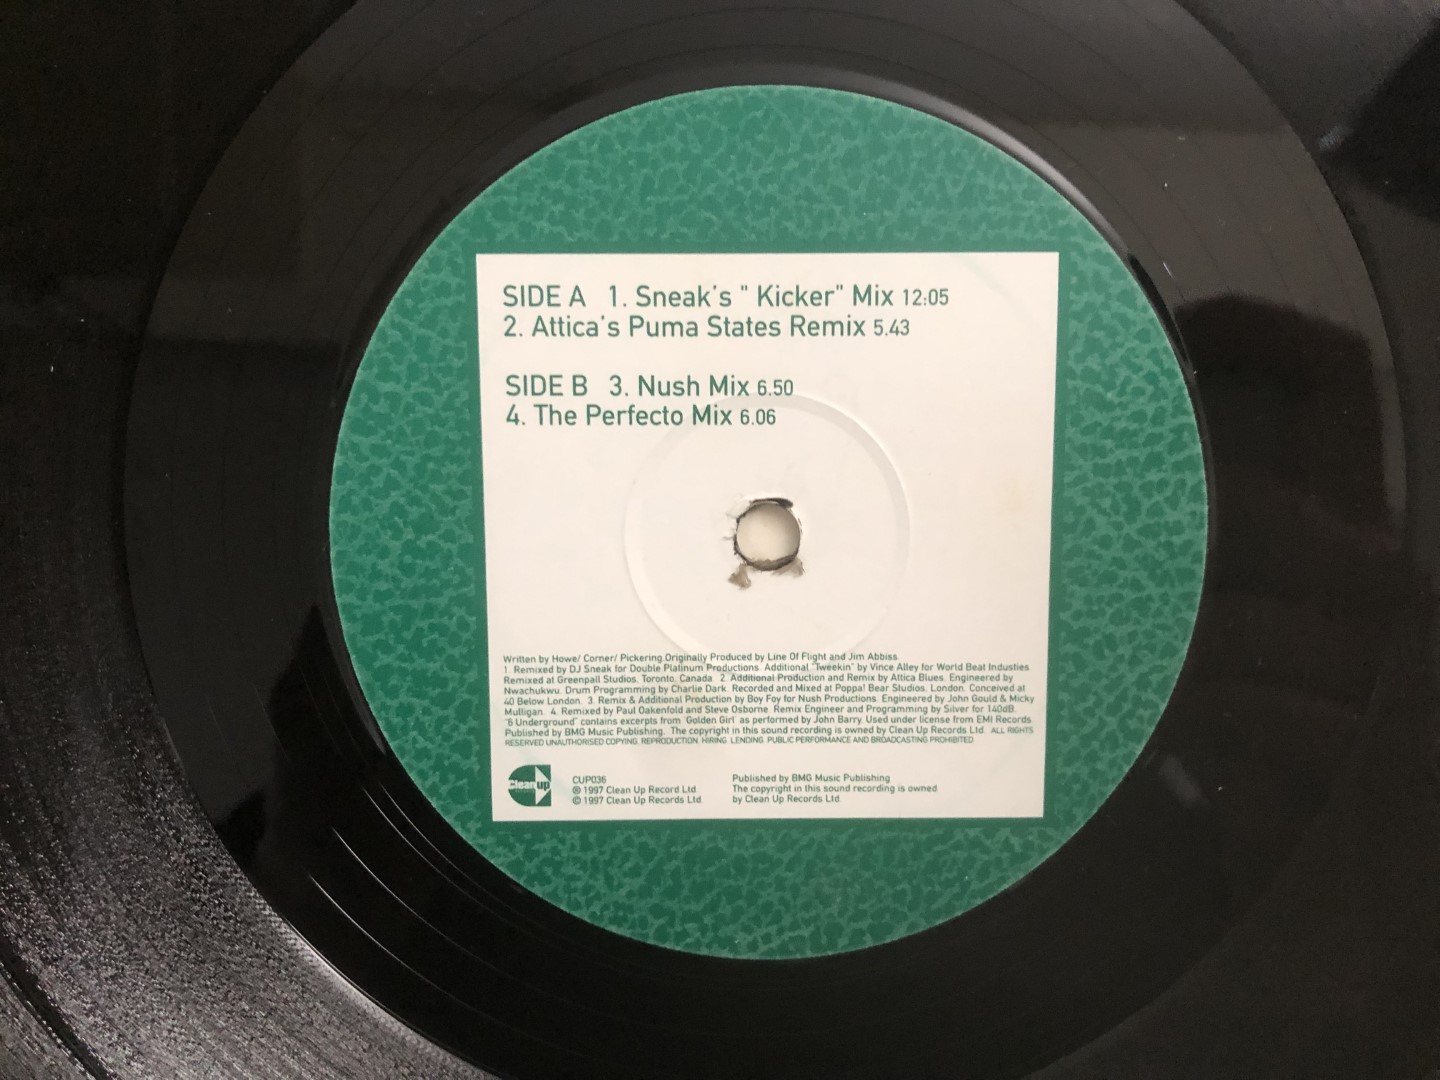 SIDE A 1. Sneak's " Kicker" Mix 12:05
2. Attica's Puma States Remix 5.43
SIDE B 3. Nush Mix 6.50
4. The Perfecto Mix 6.06
Written by Howe/ Corner/ Pickering.Originally Produced by Line Of Flight and Jim Abbiss.
1. Remixed by DJ Sneak for Double Platinum Productions. Additional "Tweekin" by Vince Alley for World Beat Industies.
Remixed at Greenpall Studios, Toronto, Canada. 2. Additional Production and Remix by Attica Blues. Engineered by
Nwachukwu. Drum Programming by Charlie Dark. Recorded and Mixed at Poppa! Bear Studios, London. Conceived at
40 Below London. 3. Remix & Additional Production by Boy Foy for Nush Productions. Engineered by John Gould & Micky
Mulligan. 4. Remixed by Paul Oakenfold and Steve Osborne. Remix Engineer and Programming by Silver for 140dB.
"6 Underground" contains excerpts from 'Golden Girl' as performed by John Barry. Used under license from EMI Records.
Published by BMG Music Publishing. The copyright in this sound recording is owned by Clean Up Records Ltd. ALL RIGHTS
RESERVED UNAUTHORISED COPYING, REPRODUCTION, HIRING, LENDING, PUBLIC PERFORMANCE AND BROADCASTING PROHIBITED
Clean up
CUP036
℗ 1997 Clean Up Record Ltd.
© 1997 Clean Up Records Ltd
Published by BMG Music Publishing
The copyright in this sound recording is owned
by Clean Up Records Ltd.